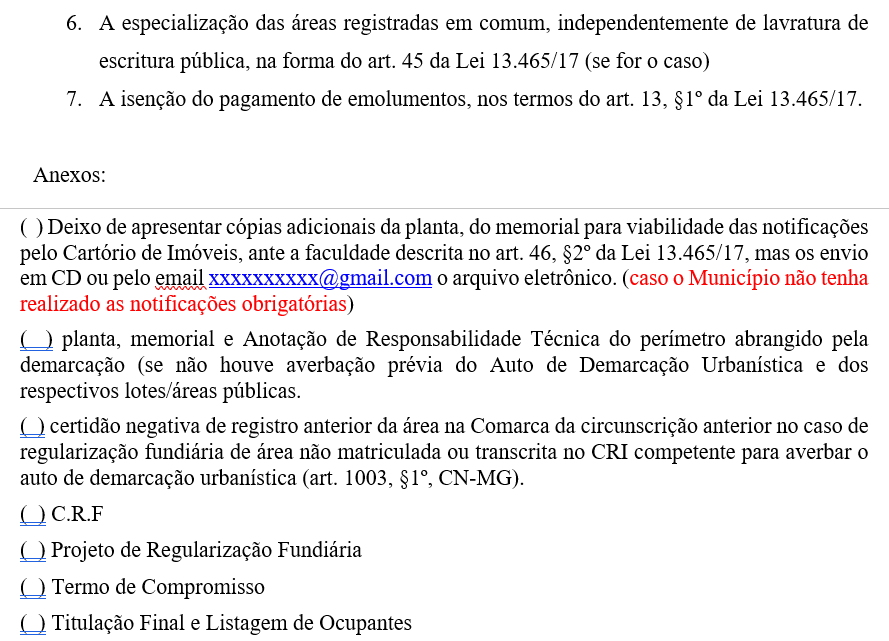 6. A especialização das áreas registradas em comum, independentemente de lavratura de
escritura pública, na forma do art. 45 da Lei 13.465/17 (se for o caso)
7. A isenção do pagamento de emolumentos, nos termos do art. 13, §1º da Lei 13.465/17.
Anexos:
( ) Deixo de apresentar cópias adicionais da planta, do memorial para viabilidade das notificações
pelo Cartório de Imóveis, ante a faculdade descrita no art. 46, §2º da Lei 13.465/17, mas os envio
em CD ou pelo email xxxxxxxxxx@gmail.com o arquivo eletrônico. (caso o Município não tenha
realizado as notificações obrigatórias)
( ) planta, memorial e Anotação de Responsabilidade Técnica do perímetro abrangido pela
demarcação (se não houve averbação prévia do Auto de Demarcação Urbanística e dos
respectivos lotes/áreas públicas.
( ) certidão negativa de registro anterior da área na Comarca da circunscrição anterior no caso de
regularização fundiária de área não matriculada ou transcrita no CRI competente para averbar o
auto de demarcação urbanística (art. 1003, §1º, CN-MG).
( ) C.R.F
( ) Projeto de Regularização Fundiária
( ) Termo de Compromisso
( ) Titulação Final e Listagem de Ocupantes